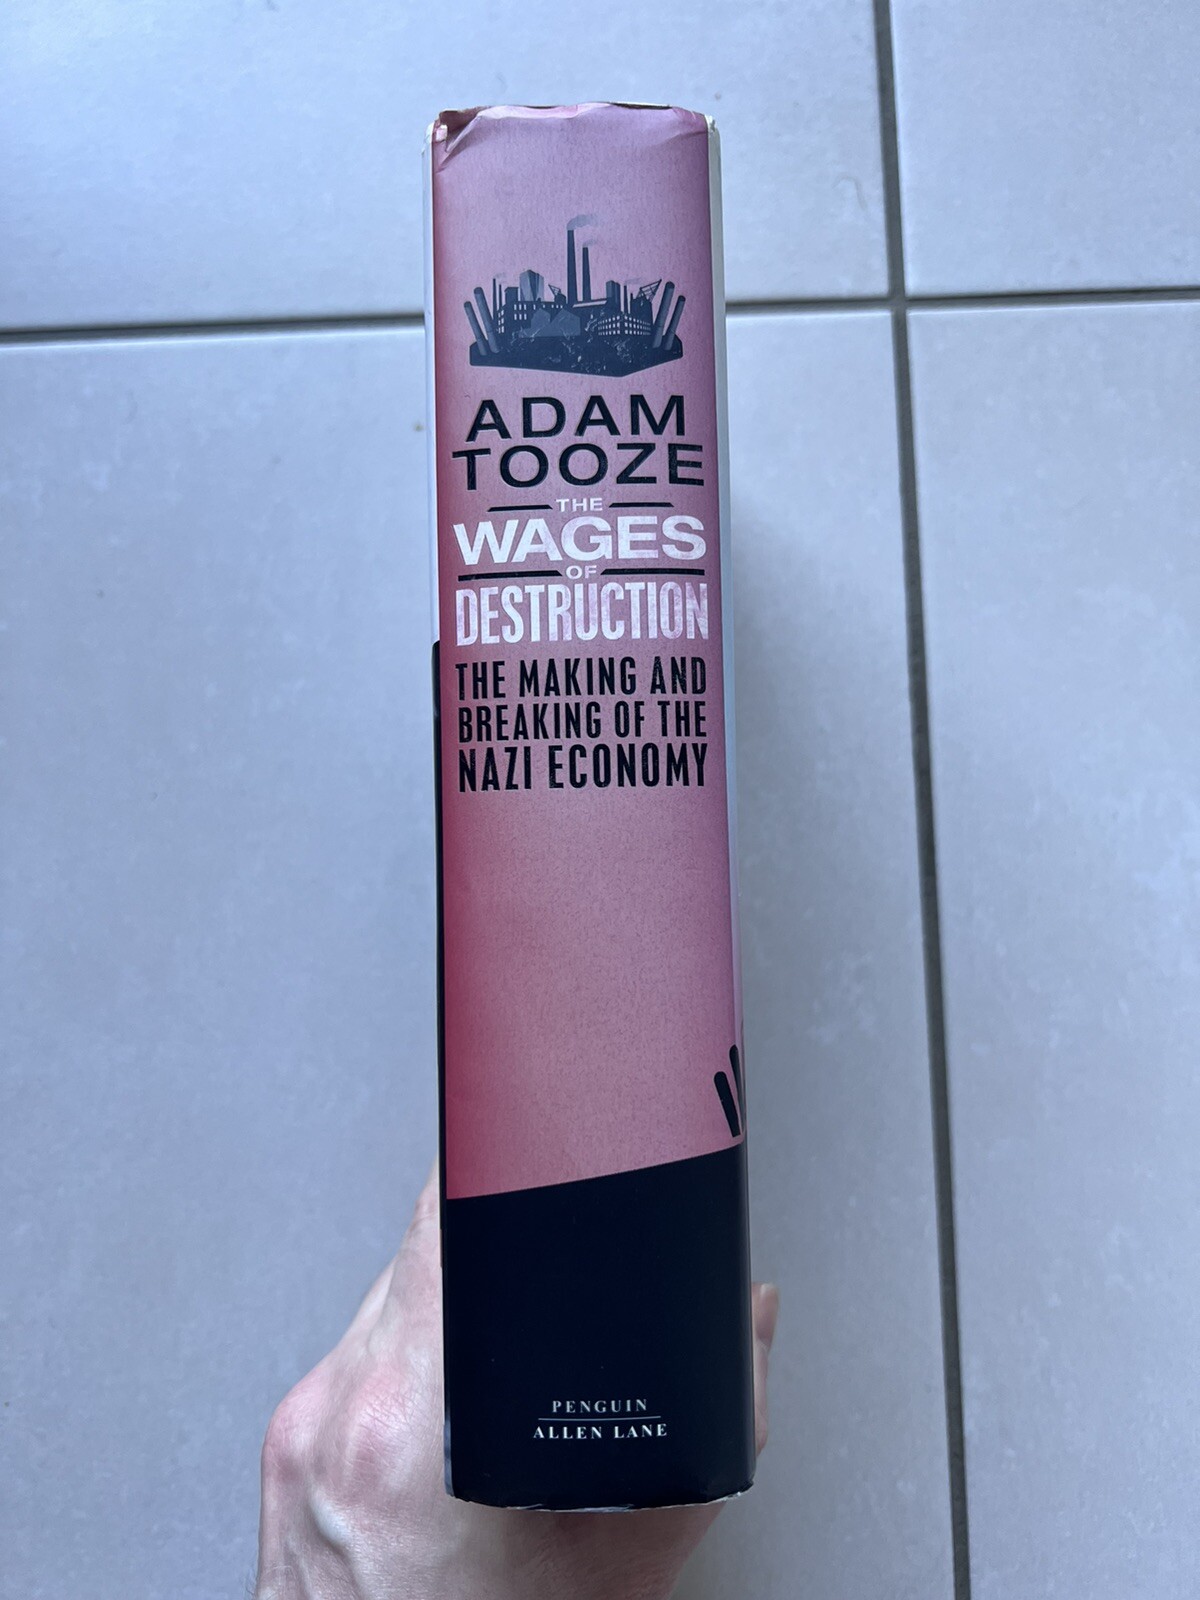 ADAM
TOOZE
THE
WAGES
OF
DESTRUCTION
THE MAKING AND
BREAKING OF THE
NAZI ECONOMY
PENGUIN
ALLEN LANE